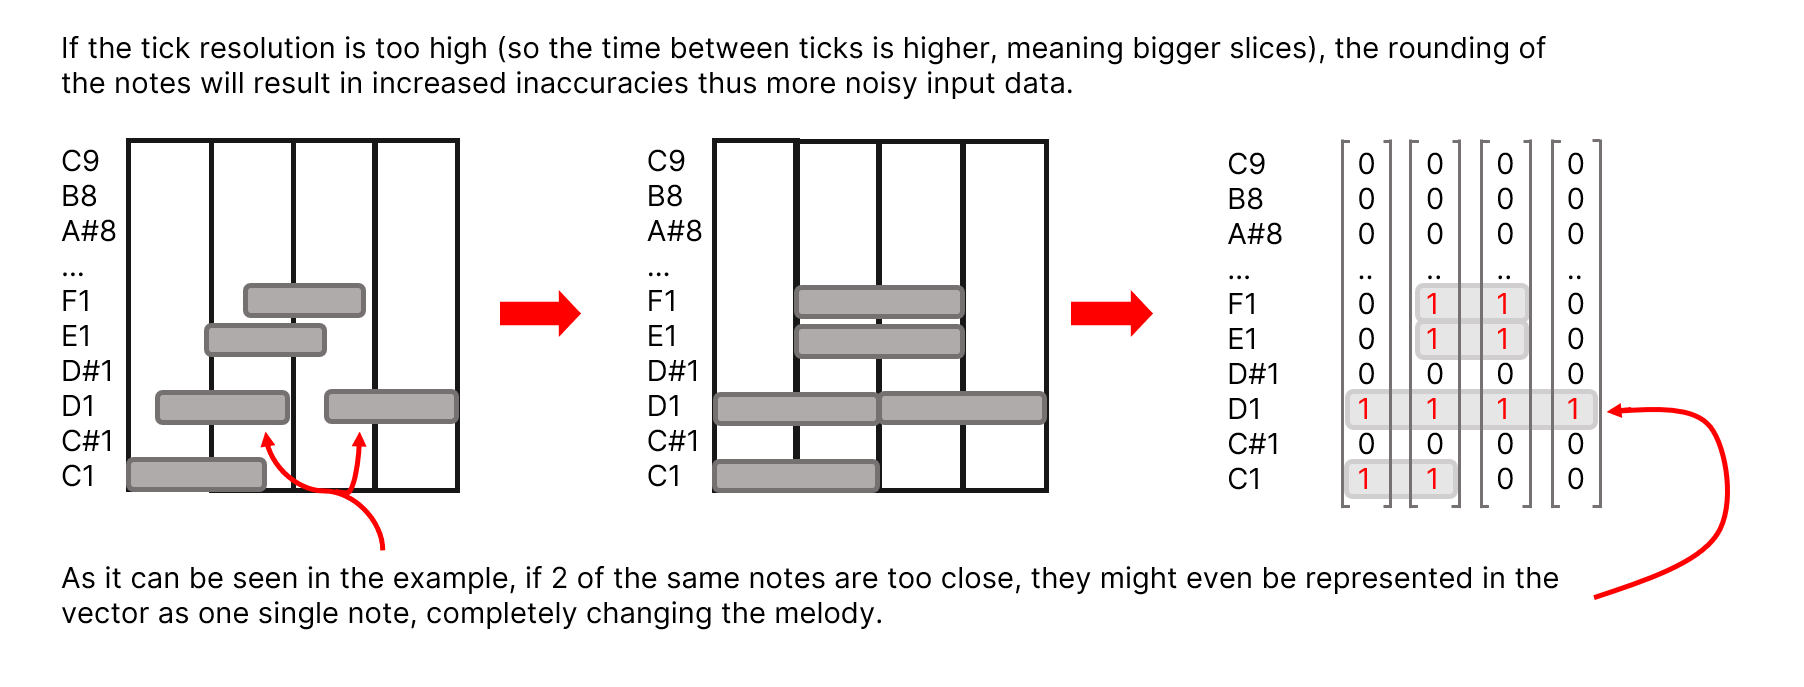 If the tick resolution is too high (so the time between ticks is higher, meaning bigger slices), the rounding of
the notes will result in increased inaccuracies thus more noisy input data.
C9
B8
A#8
...
F1
E1
D#1
D1
C#1
C1
C9
B8
A#8
...
F1
E1
D#1
D1
C#1
C1
C9 0 0 0 0
B8 0 0 0 0
A#8 0 0 0 0
... .. .. .. ..
F1 0 1 1 0
E1 0 1 1 0
D#1 0 0 0 0
D1 1 1 1 1
C#1 0 0 0 0
C1 1 1 0 0
As it can be seen in the example, if 2 of the same notes are too close, they might even be represented in the
vector as one single note, completely changing the melody.